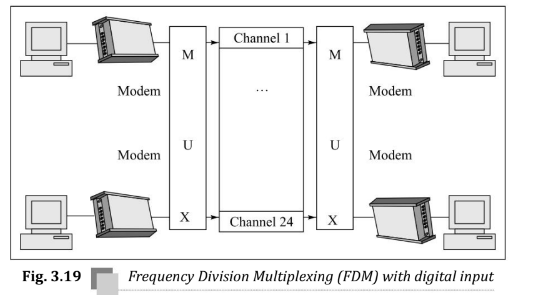 Channel 1
M M
Modem … Modem
Modem U U Modem
X X
Channel 24
Fig. 3.19 Frequency Division Multiplexing (FDM) with digital input